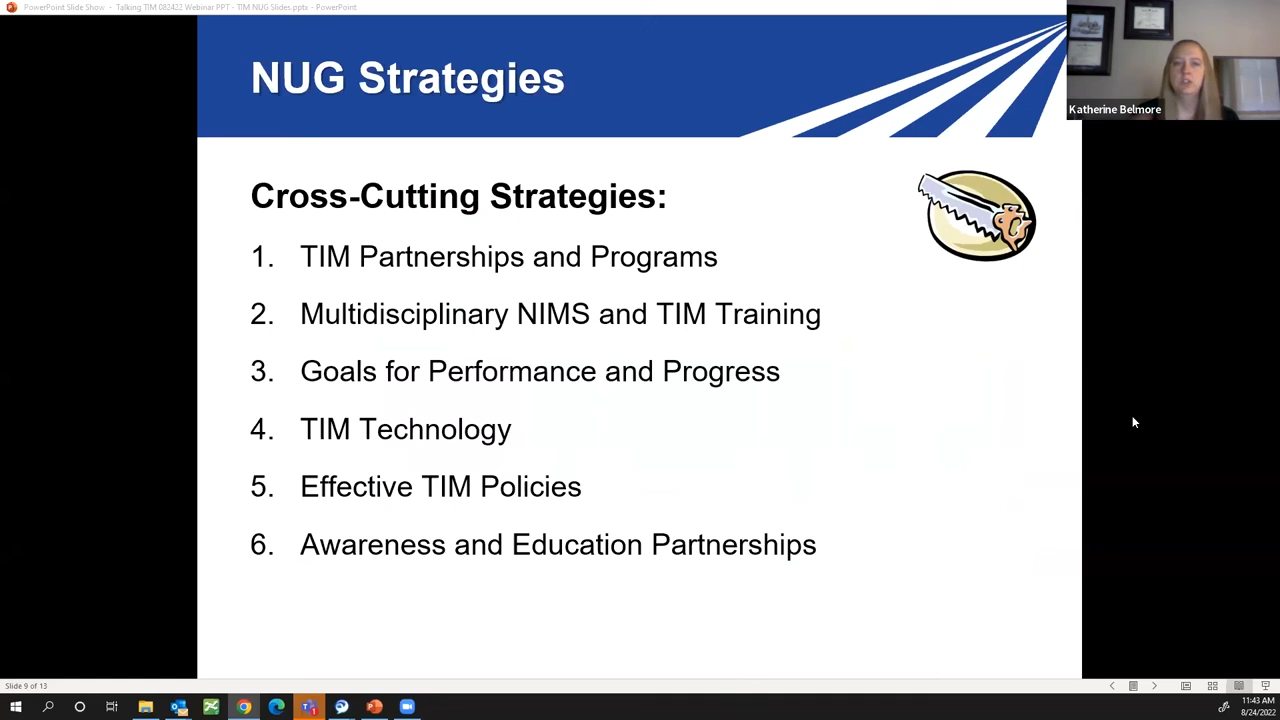 PowerPoint Slide Show - Talking TIM 082422 Webinar PPT - TIM NUG Slides.pptx - PowerPoint
NUG Strategies
Katherine Belmore
Cross-Cutting Strategies:
1. TIM Partnerships and Programs
2. Multidisciplinary NIMS and TIM Training
3. Goals for Performance and Progress
4. TIM Technology
5. Effective TIM Policies
6. Awareness and Education Partnerships
Slide 9 of 13
11:43 AM
8/24/2022